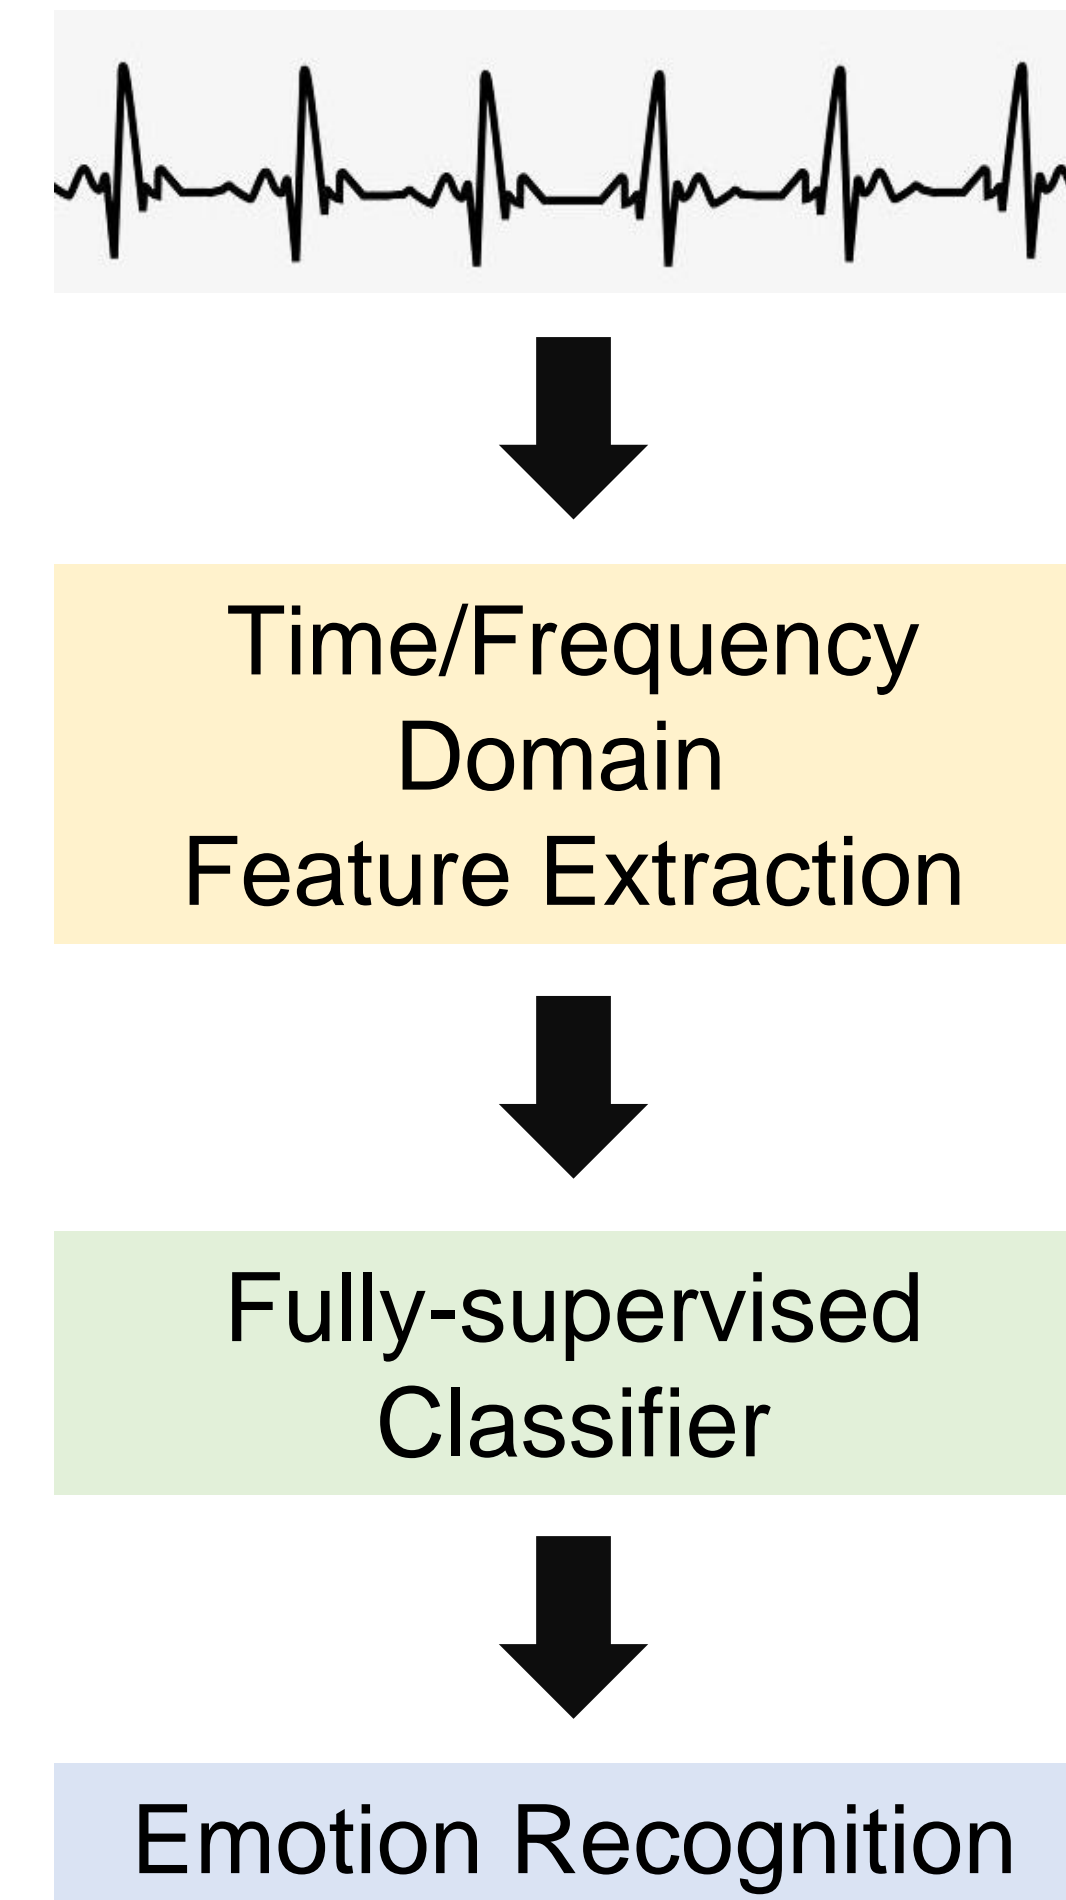 Time/Frequency
Domain
Feature Extraction
Fully-supervised
Classifier
Emotion Recognition